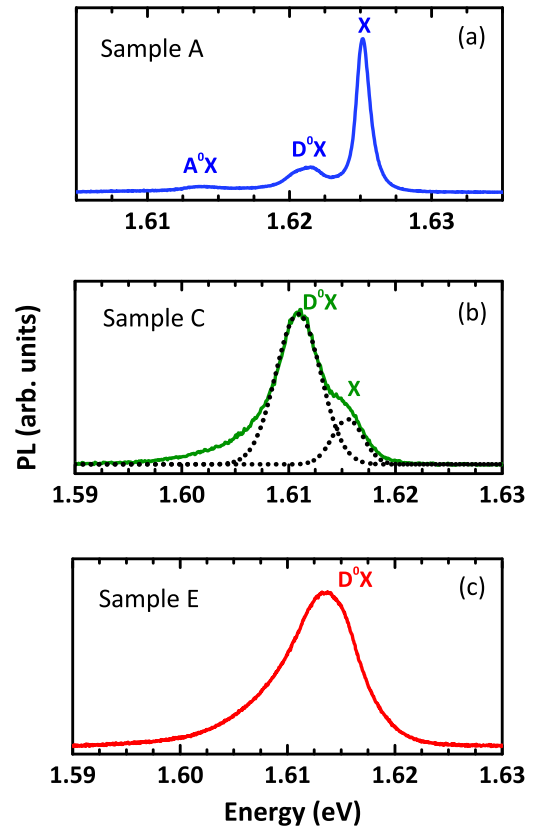 (a)
Sample A
X
A⁰X
D⁰X
1.61 1.62 1.63
(b)
Sample C
D⁰X
X
1.59 1.60 1.61 1.62 1.63
PL (arb. units)
(c)
Sample E
D⁰X
1.59 1.60 1.61 1.62 1.63
Energy (eV)